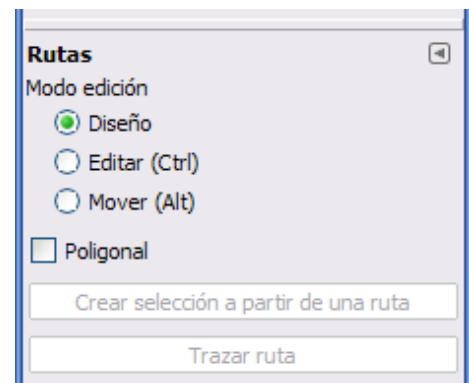 Rutas
Modo edición
Diseño
Editar (Ctrl)
Mover (Alt)
Poligonal
Crear selección a partir de una ruta
Trazar ruta